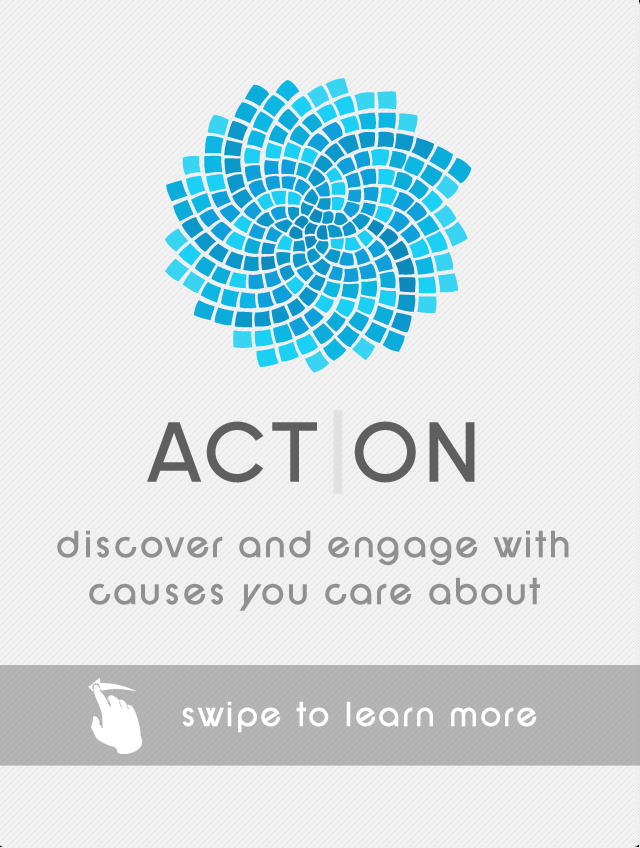 ACT|ON
discover and engage with
causes you care about
swipe to learn more